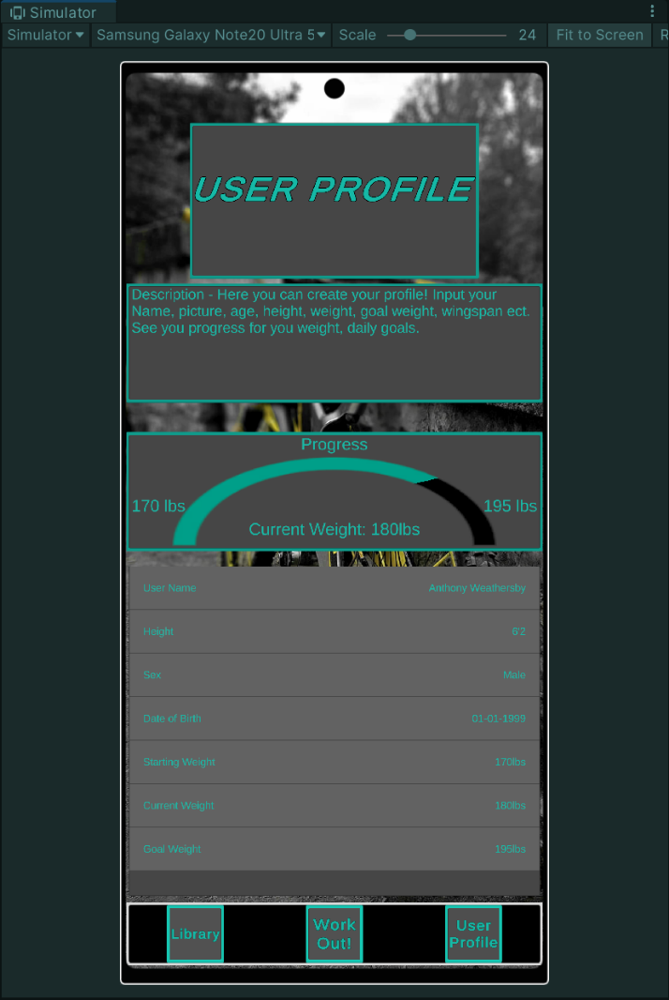 Simulator
Simulator Samsung Galaxy Note20 Ultra 5 Scale 24 Fit to Screen R
USER PROFILE
Description - Here you can create your profile! Input your
Name, picture, age, height, weight, goal weight, wingspan ect.
See you progress for you weight, daily goals.
Progress
170 lbs 195 lbs
Current Weight: 180lbs
User Name Anthony Weathersby
Height 6'2
Sex Male
Date of Birth 01-01-1999
Starting Weight 170lbs
Current Weight 180lbs
Goal Weight 195lbs
Library
Work
Out!
User
Profile